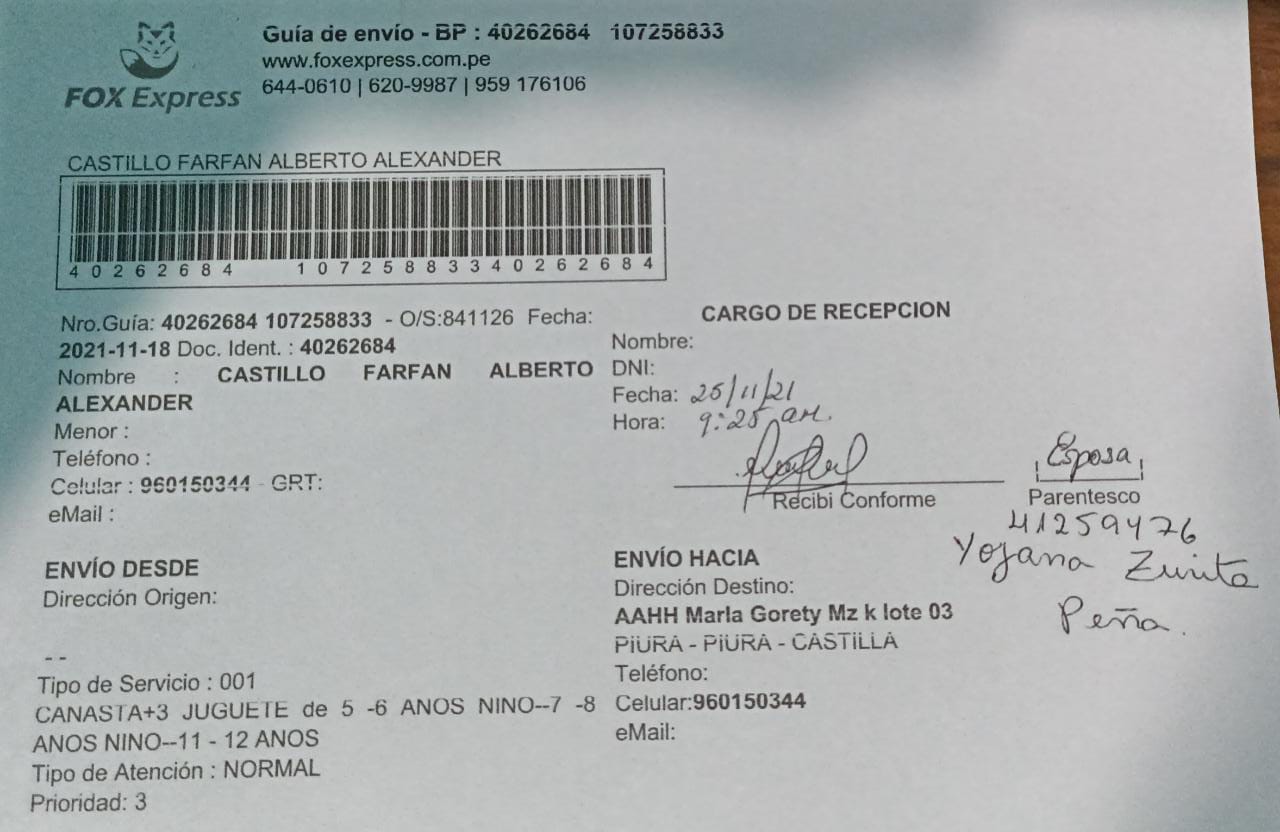 FOX Express
Guía de envío - BP : 40262684 107258833
www.foxexpress.com.pe
644-0610 | 620-9987 | 959 176106
CASTILLO FARFAN ALBERTO ALEXANDER
40262684 10725883340262684
Nro.Guía: 40262684 107258833 - O/S:841126 Fecha:
2021-11-18 Doc. Ident. : 40262684
Nombre : CASTILLO FARFAN ALBERTO
ALEXANDER
Menor :
Teléfono :
Celular : 960150344 - GRT:
eMail :
CARGO DE RECEPCION
Nombre:
DNI:
Fecha: 25/11/21
Hora: 9:25 am.
Recibi Conforme
Esposa
Parentesco
41259476
Yojana Zurita
Peña.
ENVÍO DESDE
Dirección Origen:
- -
Tipo de Servicio : 001
CANASTA+3 JUGUETE de 5 -6 ANOS NINO--7 -8
ANOS NINO--11 - 12 ANOS
Tipo de Atención : NORMAL
Prioridad: 3
ENVÍO HACIA
Dirección Destino:
AAHH MarIa Gorety Mz k lote 03
PIURA - PIURA - CASTILLA
Teléfono:
Celular:960150344
eMail: